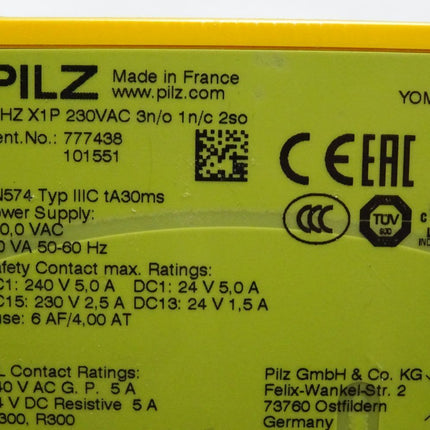 PILZ
Made in France
www.pilz.com
HZ X1P 230VAC 3n/o 1n/c 2so
YOM
ent.No.: 777438
101551
CE EAC
N574 Typ IIIC tA30ms
ower Supply:
0,0 VAC
0 VA 50-60 Hz
CCC
TÜV
afety Contact max. Ratings:
C1: 240 V 5,0 A DC1: 24 V 5,0 A
C15: 230 V 2,5 A DC13: 24 V 1,5 A
use: 6 AF/4,00 AT
L Contact Ratings:
40 V AC G. P. 5 A
4 V DC Resistive 5 A
300, R300
Pilz GmbH & Co. KG
Felix-Wankel-Str. 2
73760 Ostfildern
Germany